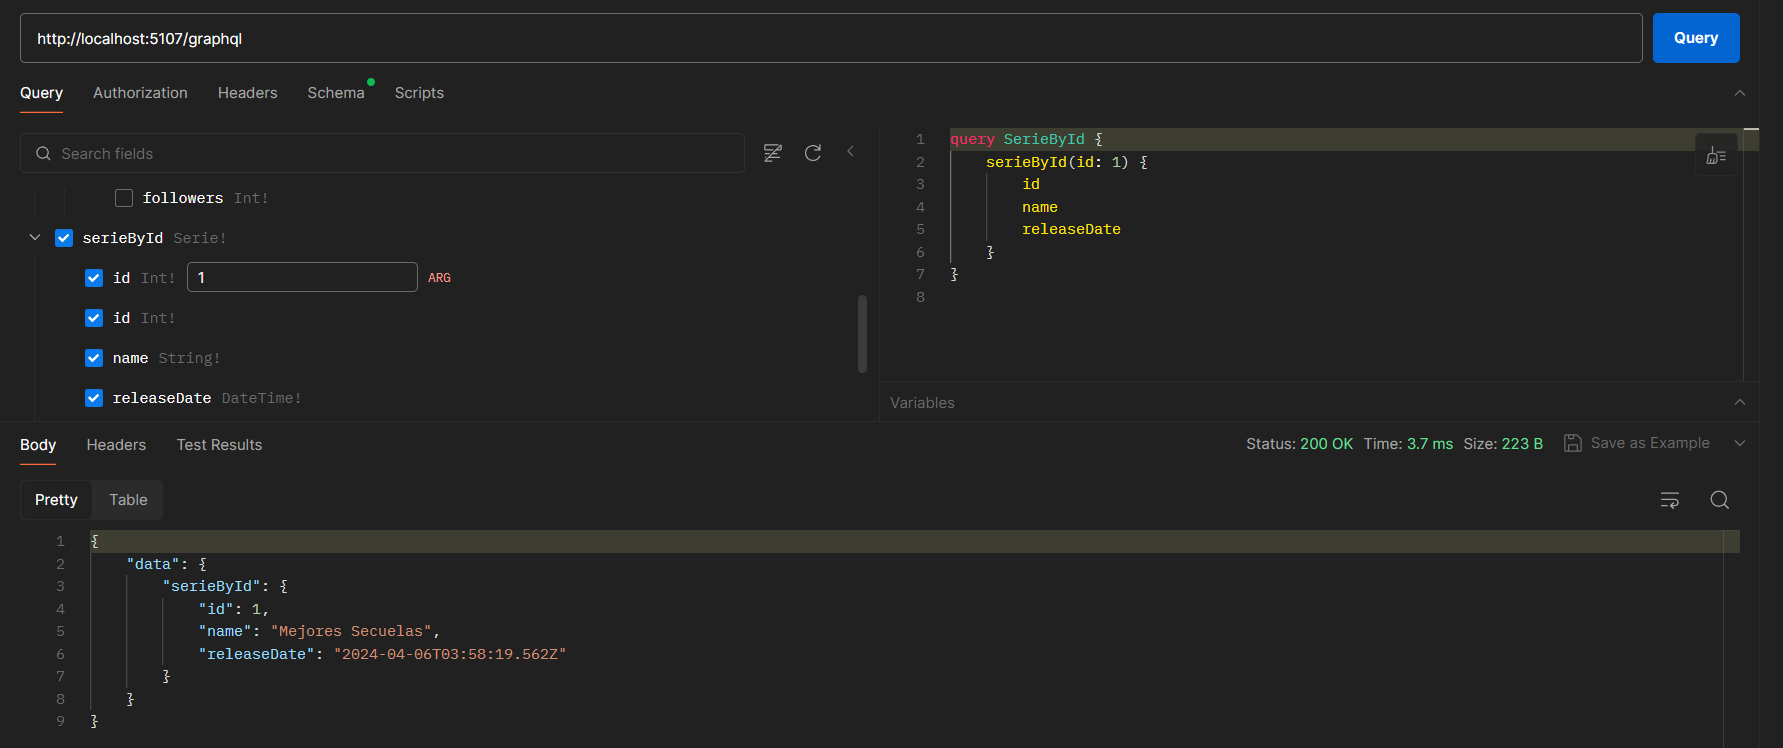 http://localhost:5107/graphql
Query
Query Authorization Headers Schema Scripts
Search fields
followers Int!
serieById Serie!
id Int! 1 ARG
id Int!
name String!
releaseDate DateTime!
1 query SerieById {
2 serieById(id: 1) {
3 id
4 name
5 releaseDate
6 }
7 }
8
Variables
Body Headers Test Results
Status: 200 OK Time: 3.7 ms Size: 223 B Save as Example
Pretty Table
1 {
2 "data": {
3 "serieById": {
4 "id": 1,
5 "name": "Mejores Secuelas",
6 "releaseDate": "2024-04-06T03:58:19.562Z"
7 }
8 }
9 }